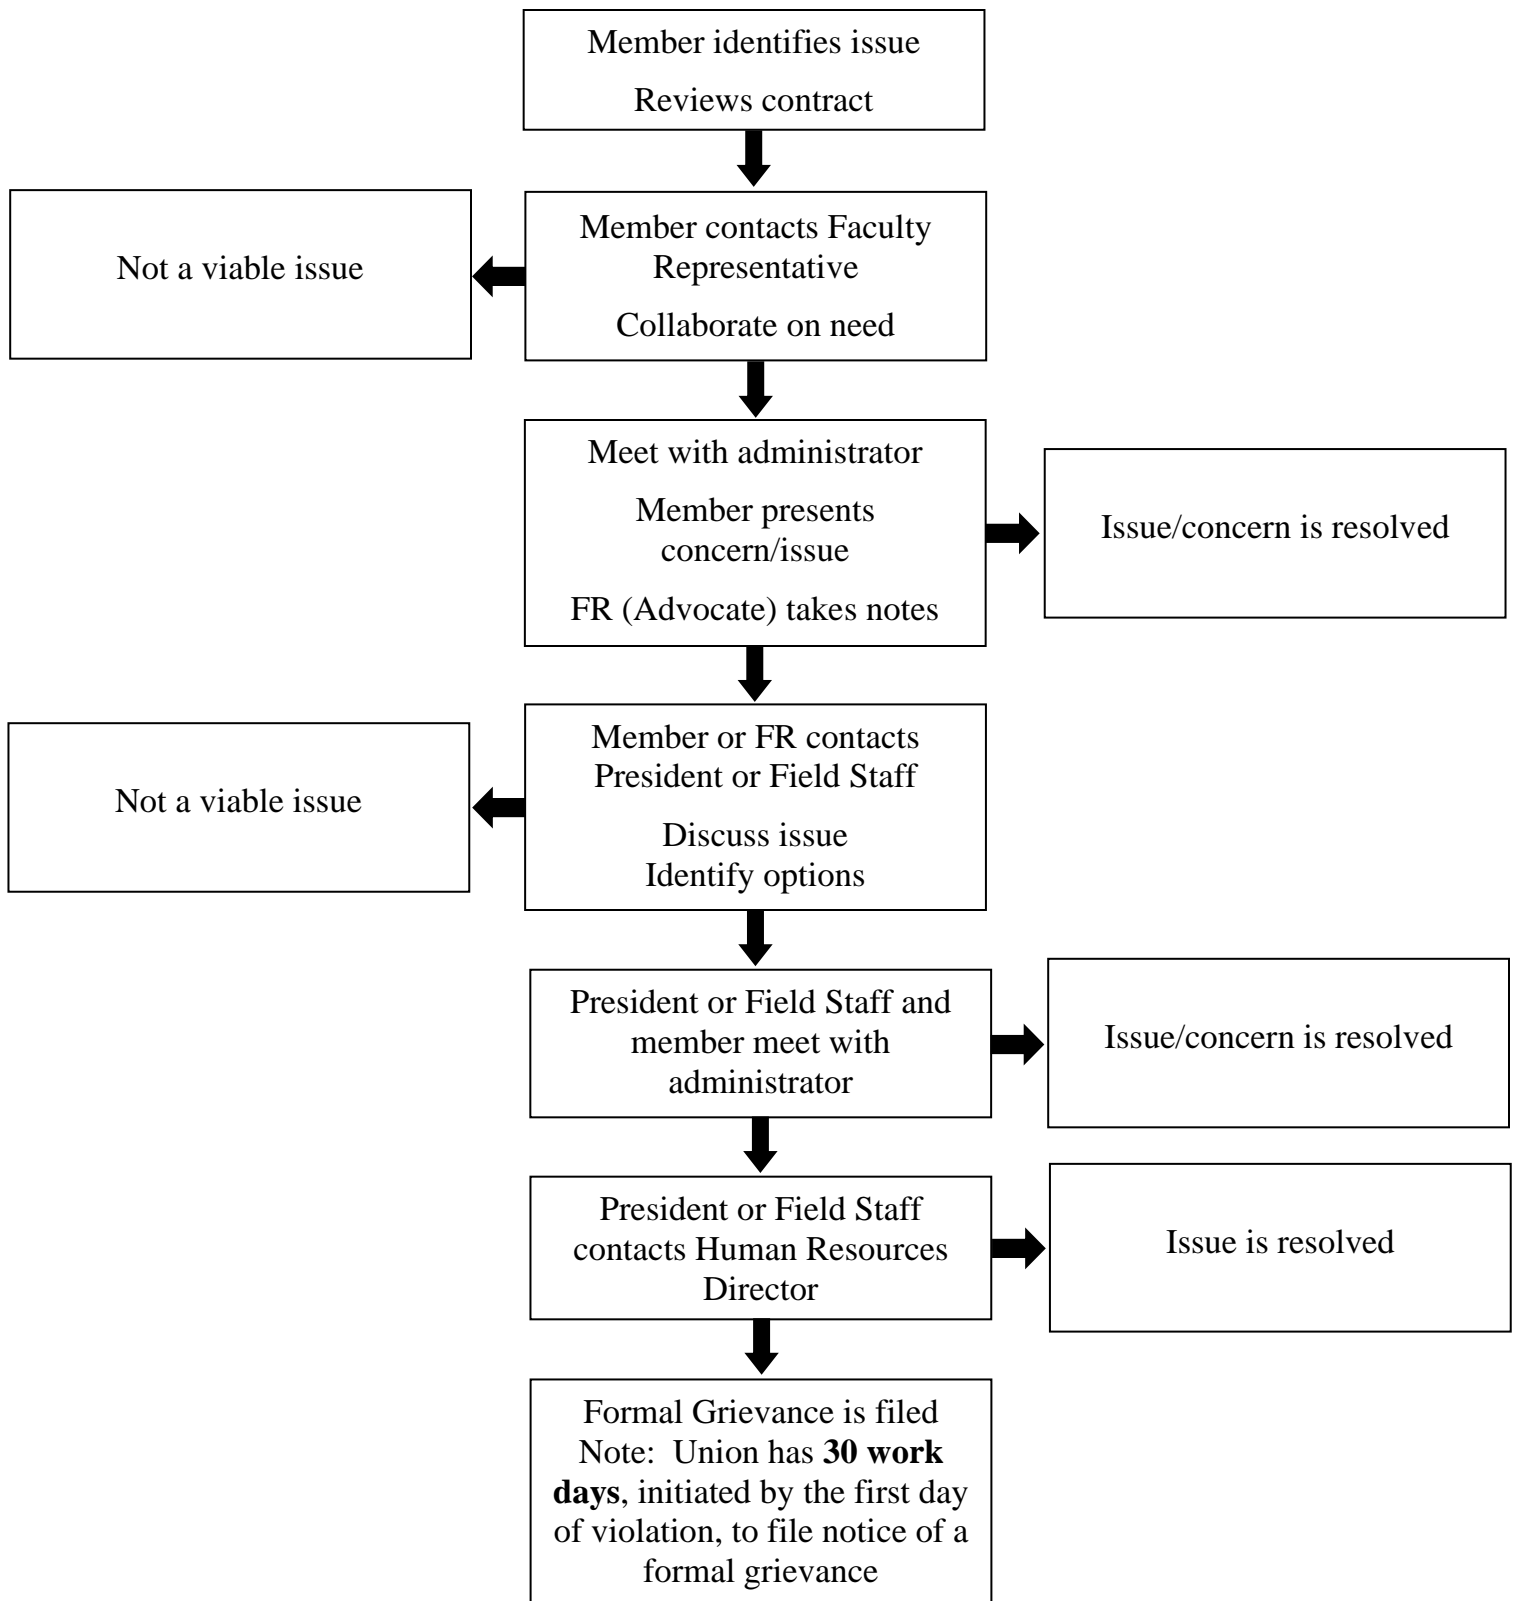 Member identifies issue
Reviews contract
Not a viable issue
Member contacts Faculty
Representative
Collaborate on need
Meet with administrator
Member presents
concern/issue
FR (Advocate) takes notes
Issue/concern is resolved
Not a viable issue
Member or FR contacts
President or Field Staff
Discuss issue
Identify options
President or Field Staff and
member meet with
administrator
Issue/concern is resolved
President or Field Staff
contacts Human Resources
Director
Issue is resolved
Formal Grievance is filed
Note:  Union has 30 work
days, initiated by the first day
of violation, to file notice of a
formal grievance